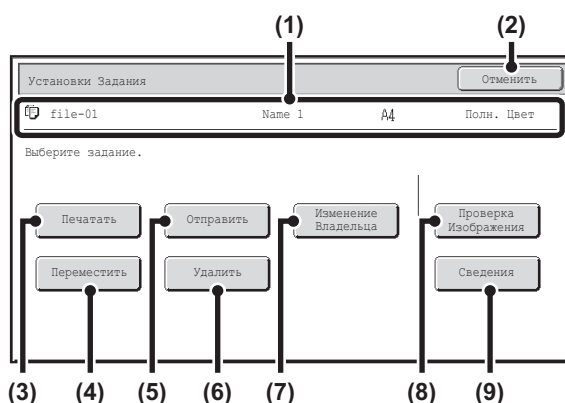 (1) (2)
Установки Задания Отменить
file-01 Name 1 A4 Полн. Цвет
Выберите задание.
Печатать Отправить Изменение Владельца Проверка Изображения
Переместить Удалить Сведения
(3) (4) (5) (6) (7) (8) (9)